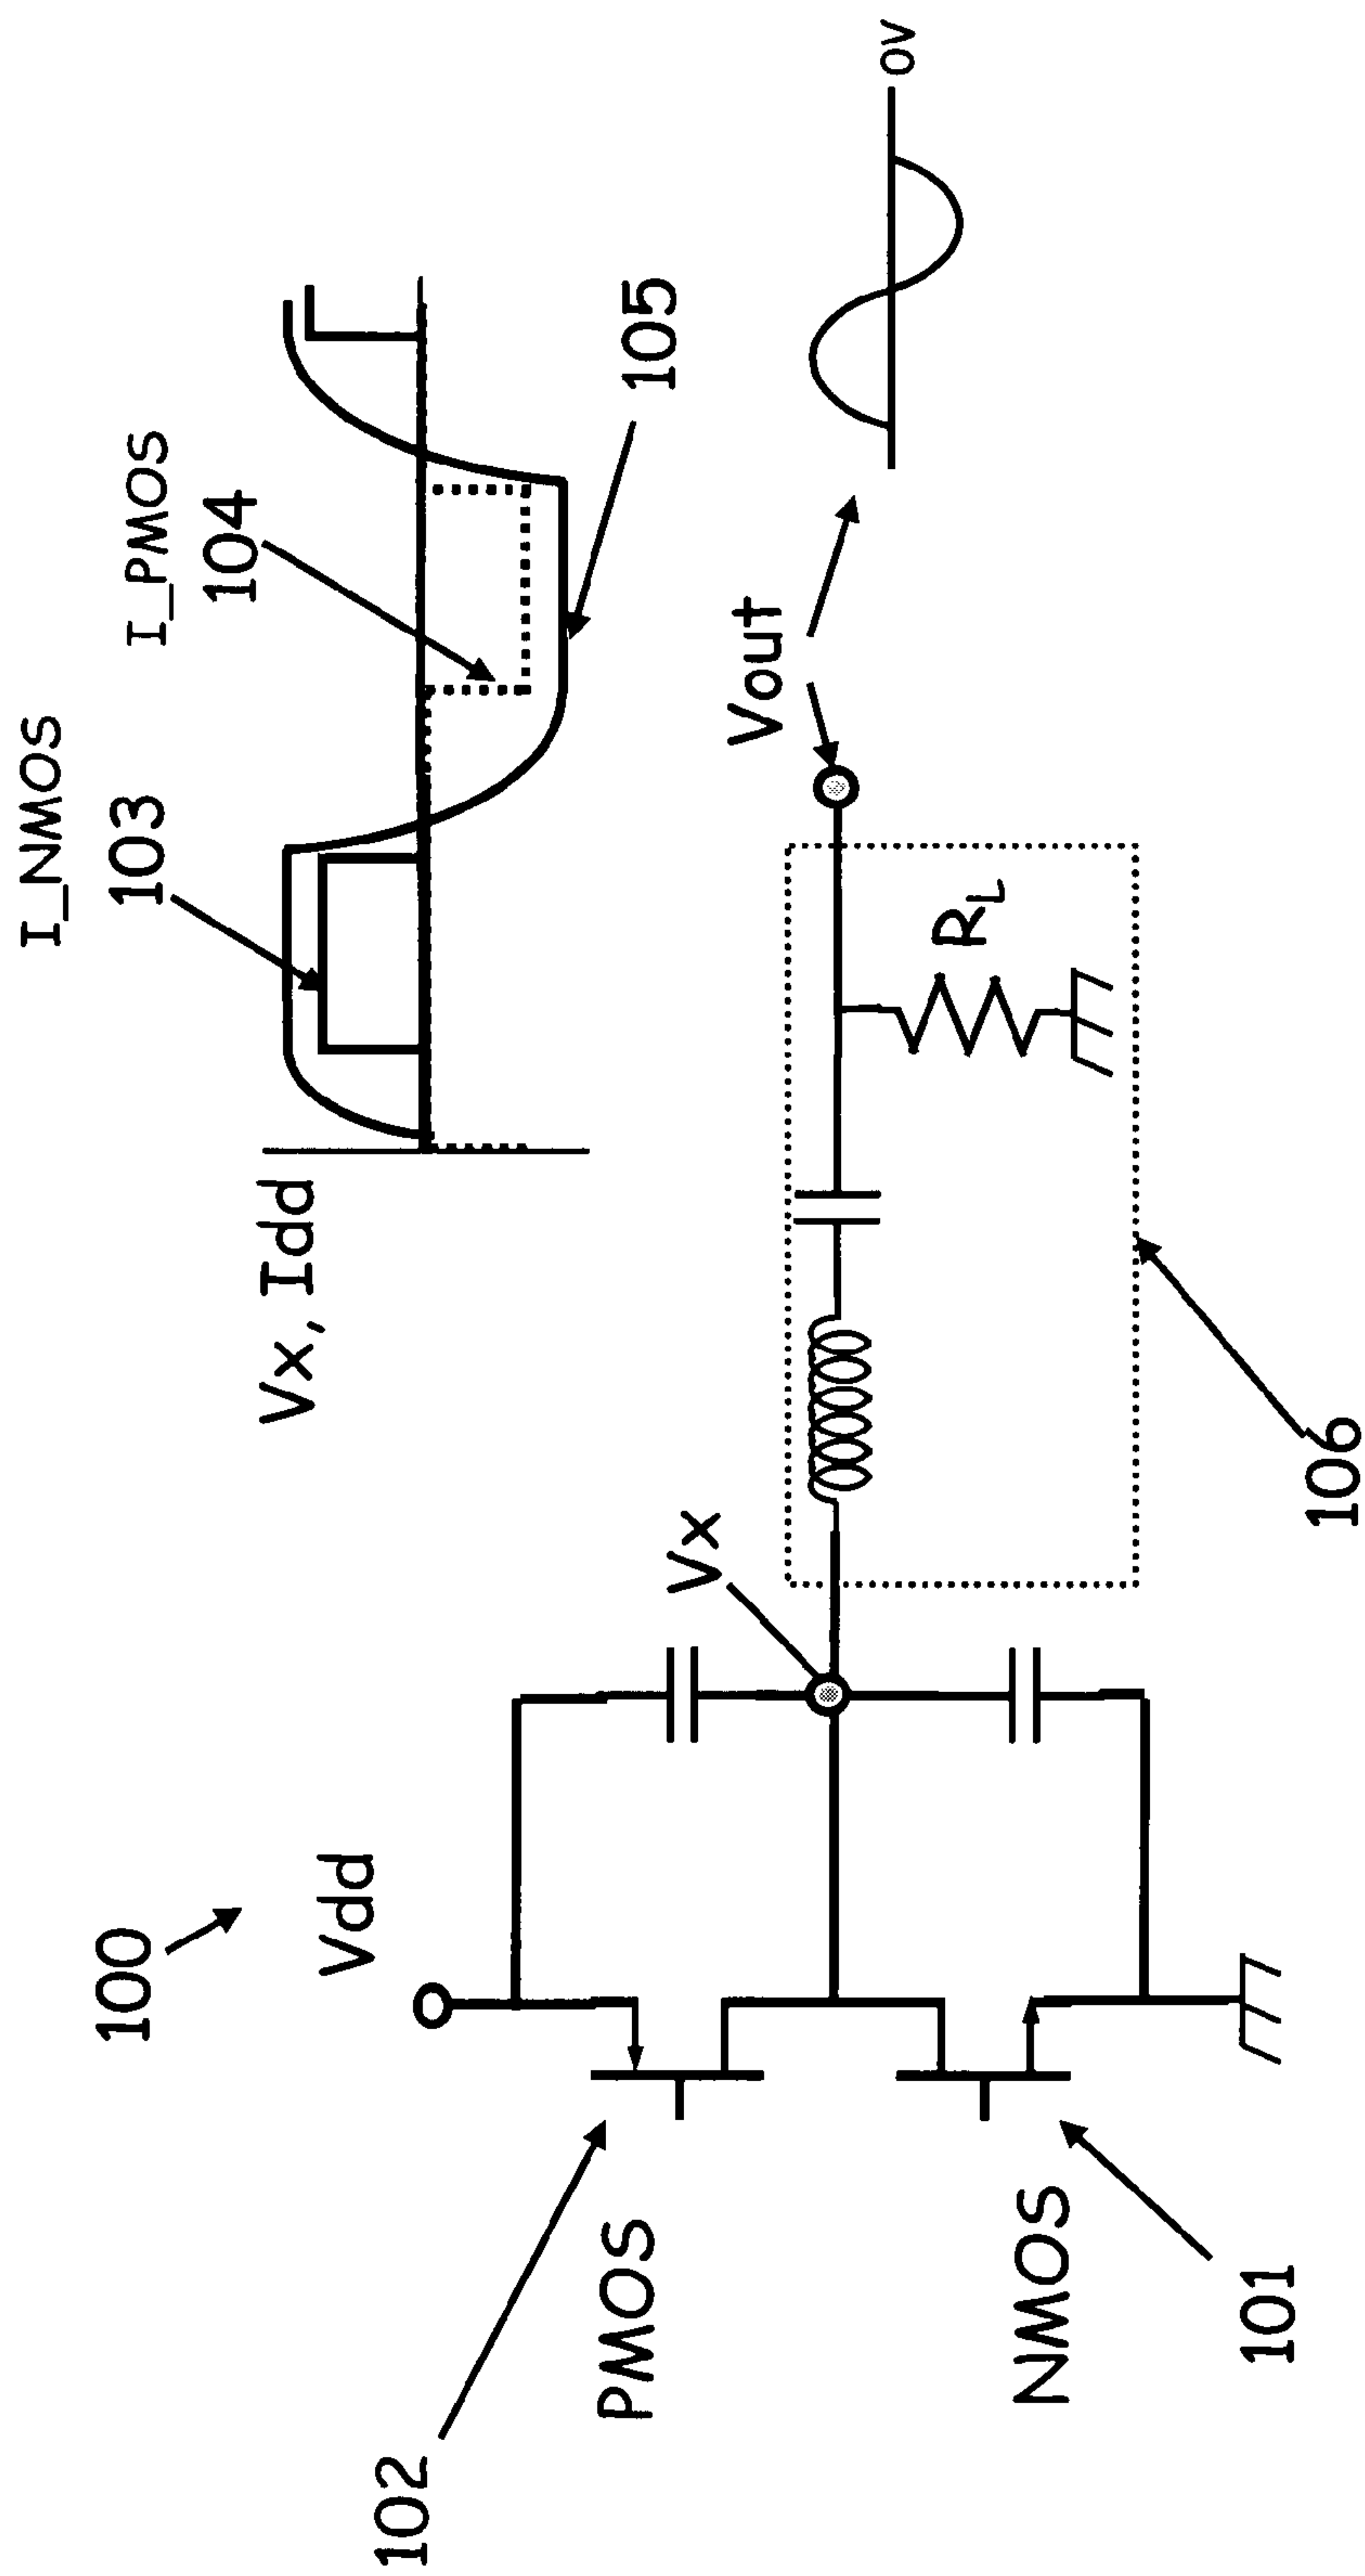 I_NMOS
103
I_PMOS
104
100
Vx, Idd
Vdd
105
102
PMOS
Vx
Vout
0V
NMOS
R_L
101
106